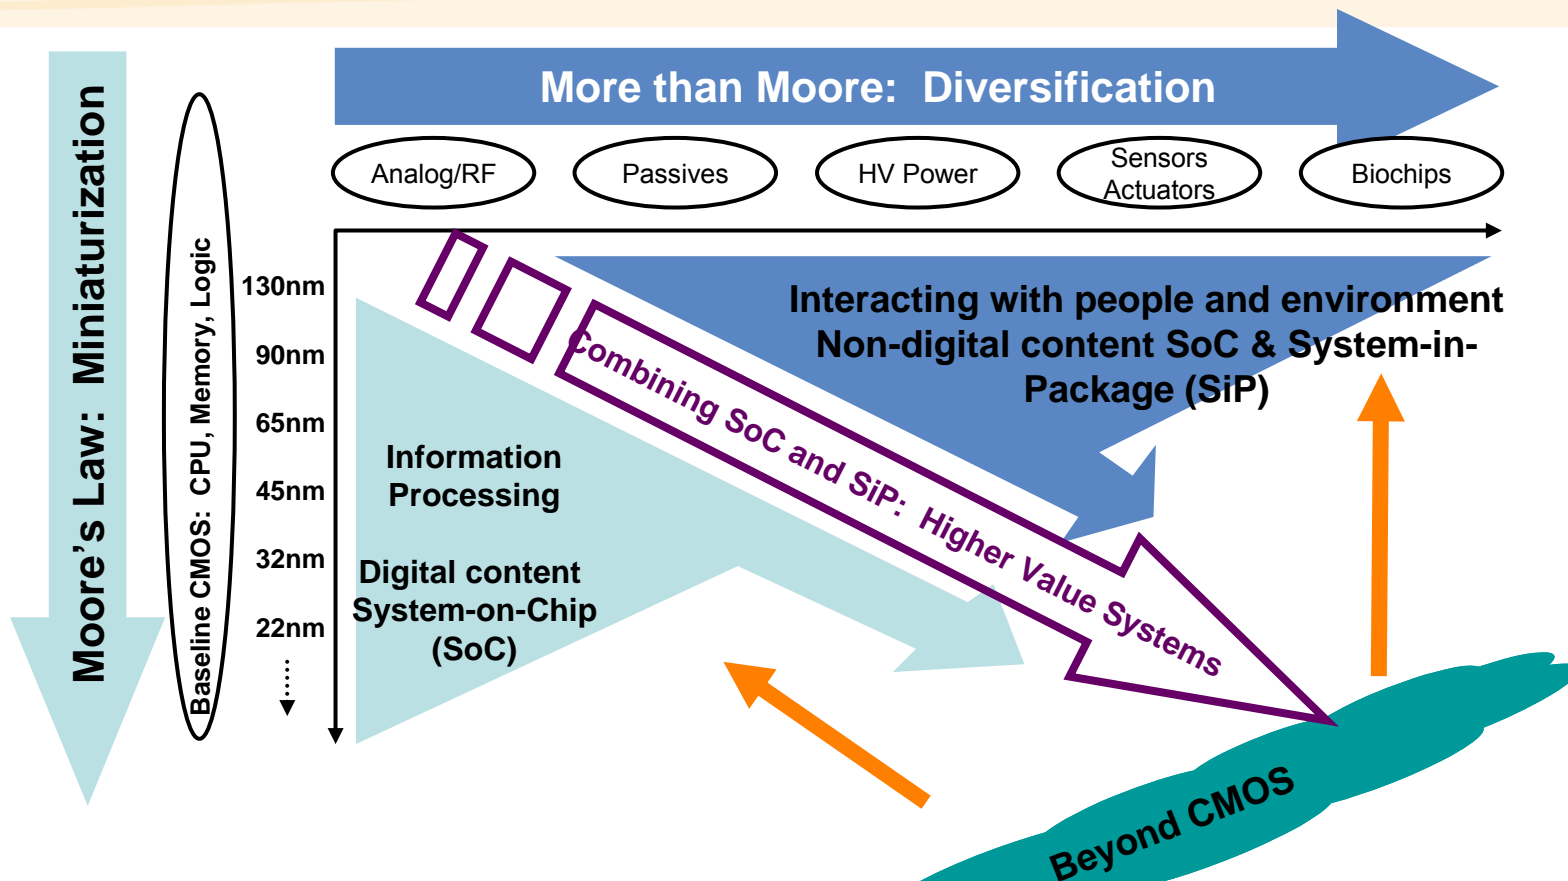 More than Moore:  Diversification
Analog/RF
Passives
HV Power
Sensors
Actuators
Biochips
Moore's Law:  Miniaturization
Baseline CMOS:  CPU, Memory, Logic
130nm
90nm
65nm
45nm
32nm
22nm
Interacting with people and environment
Non-digital content SoC & System-in-
Package (SiP)
Combining SoC and SiP:  Higher Value Systems
Information
Processing
Digital content
System-on-Chip
(SoC)
Beyond CMOS